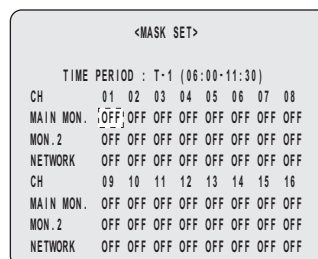 <MASK SET>
TIME PERIOD : T-1 (06:00-11:30)
CH 01 02 03 04 05 06 07 08
MAIN MON. OFF OFF OFF OFF OFF OFF OFF OFF
MON.2 OFF OFF OFF OFF OFF OFF OFF OFF
NETWORK OFF OFF OFF OFF OFF OFF OFF OFF
CH 09 10 11 12 13 14 15 16
MAIN MON. OFF OFF OFF OFF OFF OFF OFF OFF
MON.2 OFF OFF OFF OFF OFF OFF OFF OFF
NETWORK OFF OFF OFF OFF OFF OFF OFF OFF